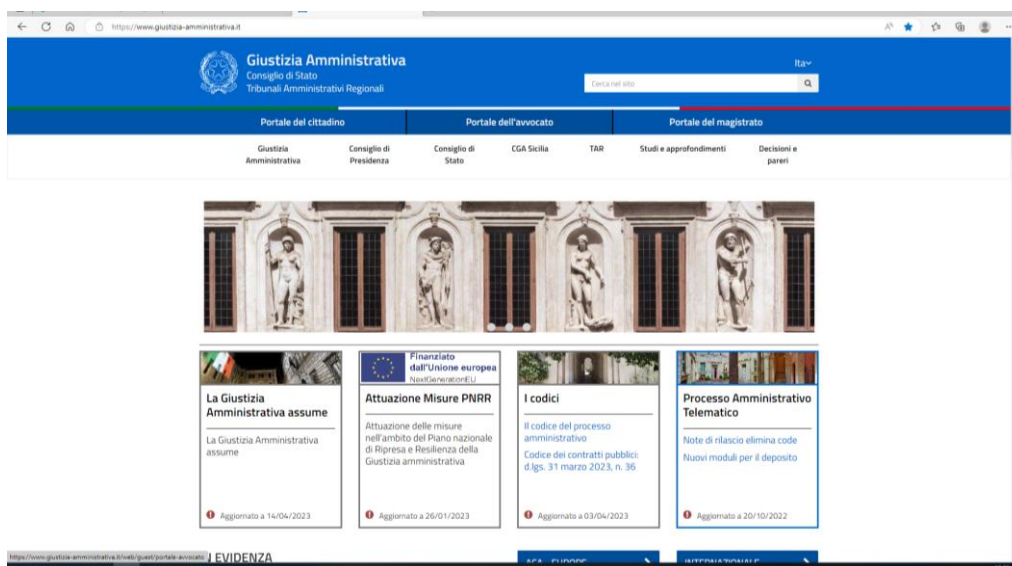 https://www.giustizia-amministrativa.it
Giustizia Amministrativa
Consiglio di Stato
Tribunali Amministrativi Regionali
Ita
Cerca nel sito
Portale del cittadino
Portale dell'avvocato
Portale del magistrato
Giustizia
Amministrativa
Consiglio di
Presidenza
Consiglio di
Stato
CGA Sicilia
TAR
Studi e approfondimenti
Decisioni e
pareri
Finanziato
dall'Unione europea
NextGenerationEU
La Giustizia
Amministrativa assume
La Giustizia Amministrativa
assume
Aggiornato a 14/04/2023
Attuazione Misure PNRR
Attuazione delle misure
nell'ambito del Piano nazionale
di Ripresa e Resilienza della
Giustizia amministrativa
Aggiornato a 26/01/2023
I codici
Il codice del processo
amministrativo
Codice dei contratti pubblici:
d.lgs. 31 marzo 2023, n. 36
Aggiornato a 03/04/2023
Processo Amministrativo
Telematico
Note di rilascio elimina code
Nuovi moduli per il deposito
Aggiornato a 20/10/2022
https://www.giustizia-amministrativa.it/web/guest/portale-avvocato
N EVIDENZA
ACA - EUROPE
INTERNAZIONALE